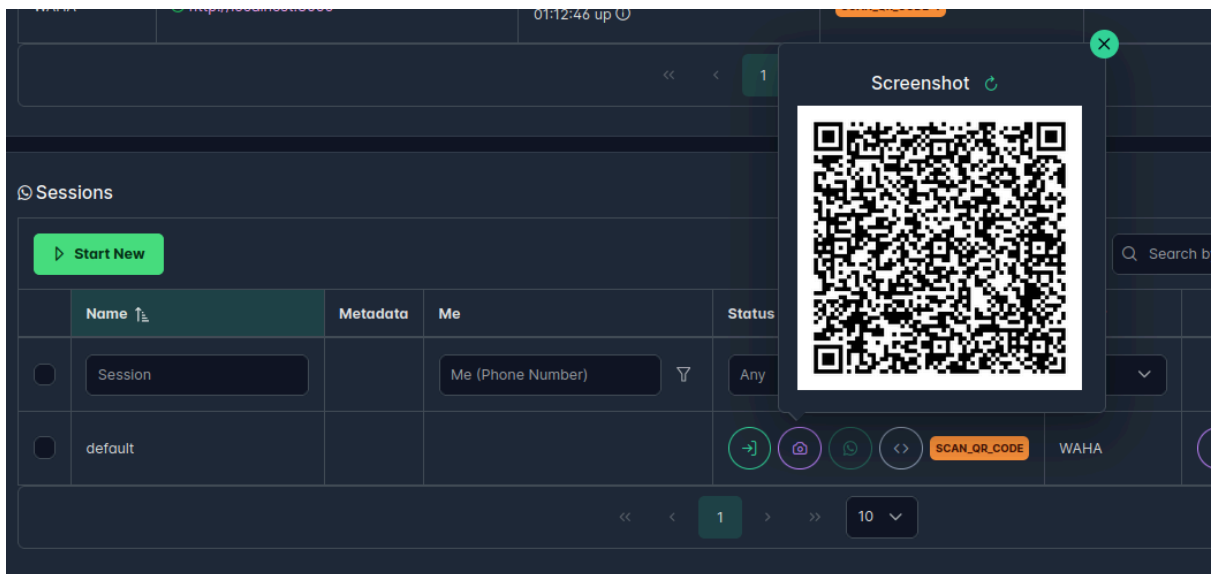 01:12:46 up
1
Screenshot
Sessions
Start New
Search b
Name
Metadata
Me
Status
Session
Me (Phone Number)
Any
default
SCAN_QR_CODE
WAHA
1
10